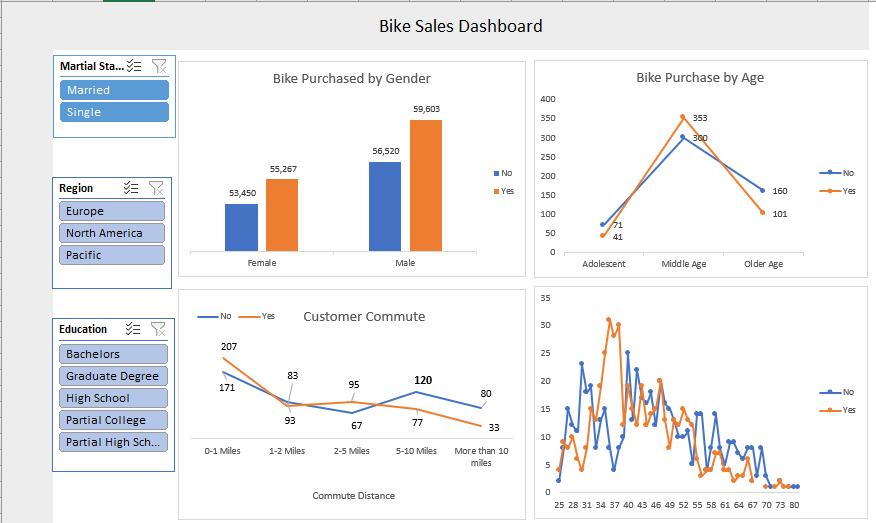 Bike Sales Dashboard
Martial Sta...
Married
Single
Region
Europe
North America
Pacific
Education
Bachelors
Graduate Degree
High School
Partial College
Partial High Sch...
Bike Purchased by Gender
59,603
56,520
55,267
53,450
No
Yes
Female Male
Bike Purchase by Age
400
350
300
250
200
150
100
50
0
353
300
160
101
71
41
Adolescent Middle Age Older Age
No
Yes
No Yes Customer Commute
207
171
83
93
95
67
120
77
80
33
0-1 Miles 1-2 Miles 2-5 Miles 5-10 Miles More than 10
miles
Commute Distance
35
30
25
20
15
10
5
0
25 28 31 34 37 40 43 46 49 52 55 58 61 64 67 70 73 80
No
Yes